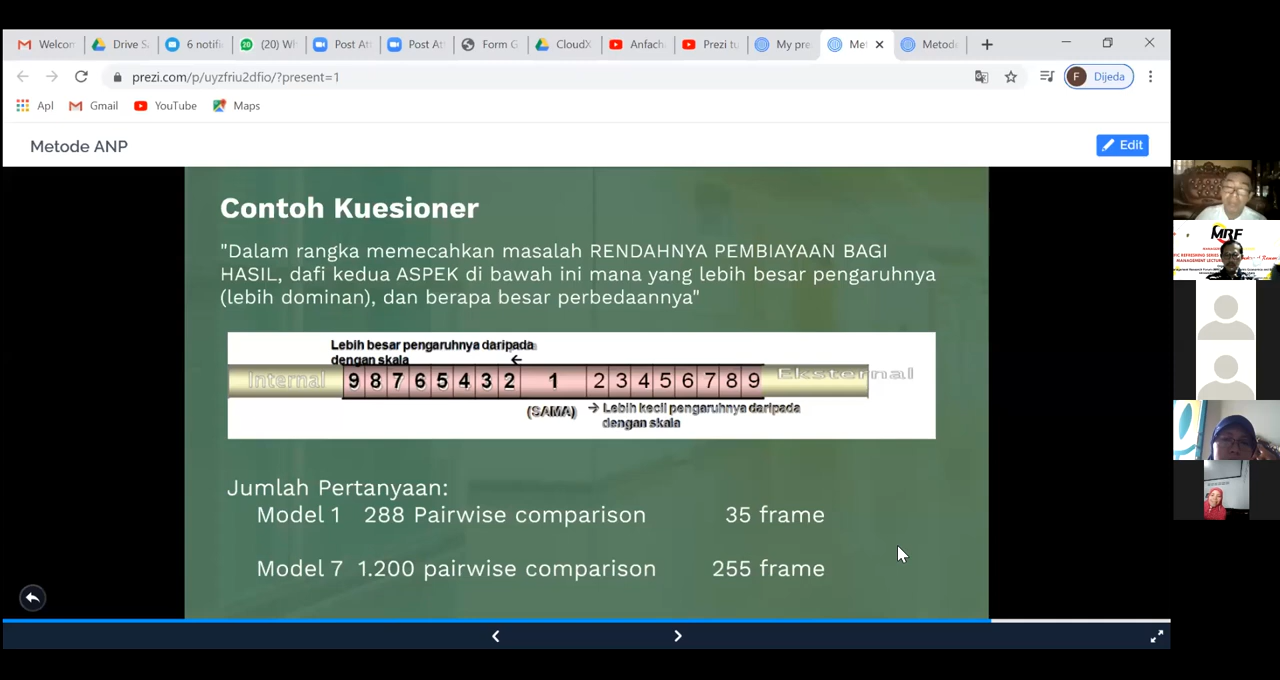 Welcom
Drive S
6 notifi
(20) Wh
Post At
Post At
Form G
CloudX
Anfach
Prezi tu
My pre
Met
Metode
prezi.com/p/uyzfriu2dfio/?present=1
F
Dijeda
Apl
Gmail
YouTube
Maps
Metode ANP
Edit
Contoh Kuesioner
"Dalam rangka memecahkan masalah RENDAHNYA PEMBIAYAAN BAGI
HASIL, dafi kedua ASPEK di bawah ini mana yang lebih besar pengaruhnya
(lebih dominan), dan berapa besar perbedaannya"
Lebih besar pengaruhnya daripada
dengan skala ←
Internal 9 8 7 6 5 4 3 2 1 2 3 4 5 6 7 8 9 Eksternal
(SAMA) → Lebih kecil pengaruhnya daripada
dengan skala
Jumlah Pertanyaan:
Model 1 288 Pairwise comparison 35 frame
Model 7 1.200 pairwise comparison 255 frame
MRF